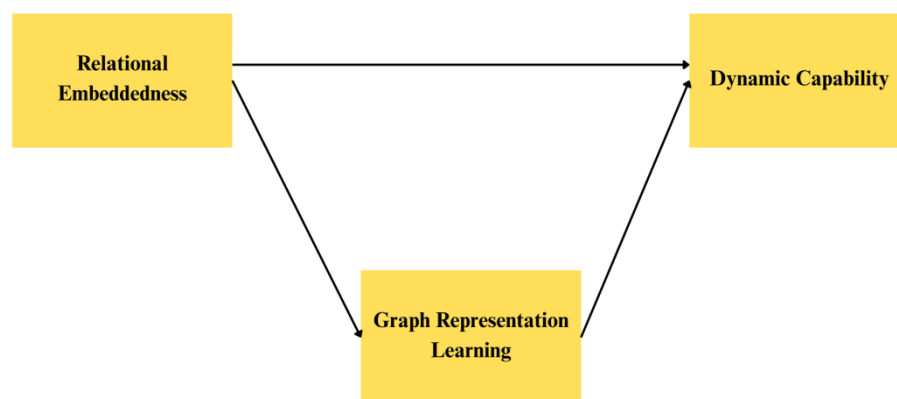 Relational
Embeddedness
Dynamic Capability
Graph Representation
Learning